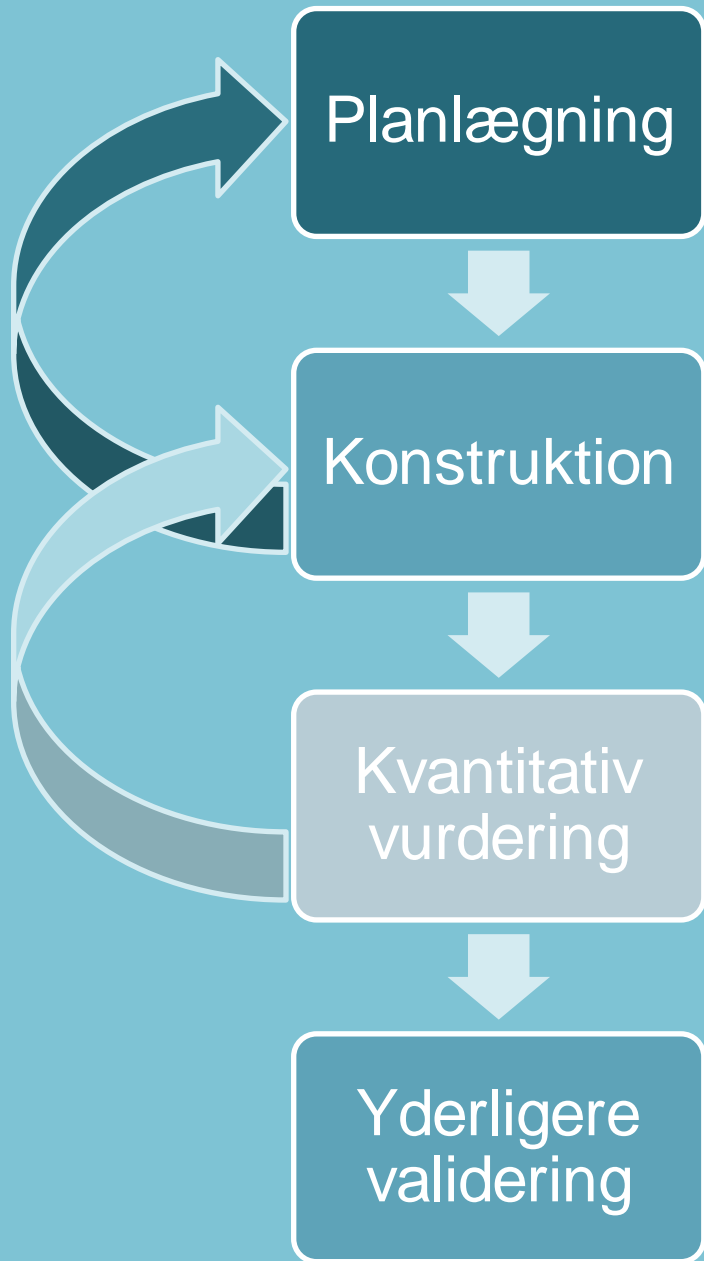 Planlægning
Konstruktion
Kvantitativ
vurdering
Yderligere
validering